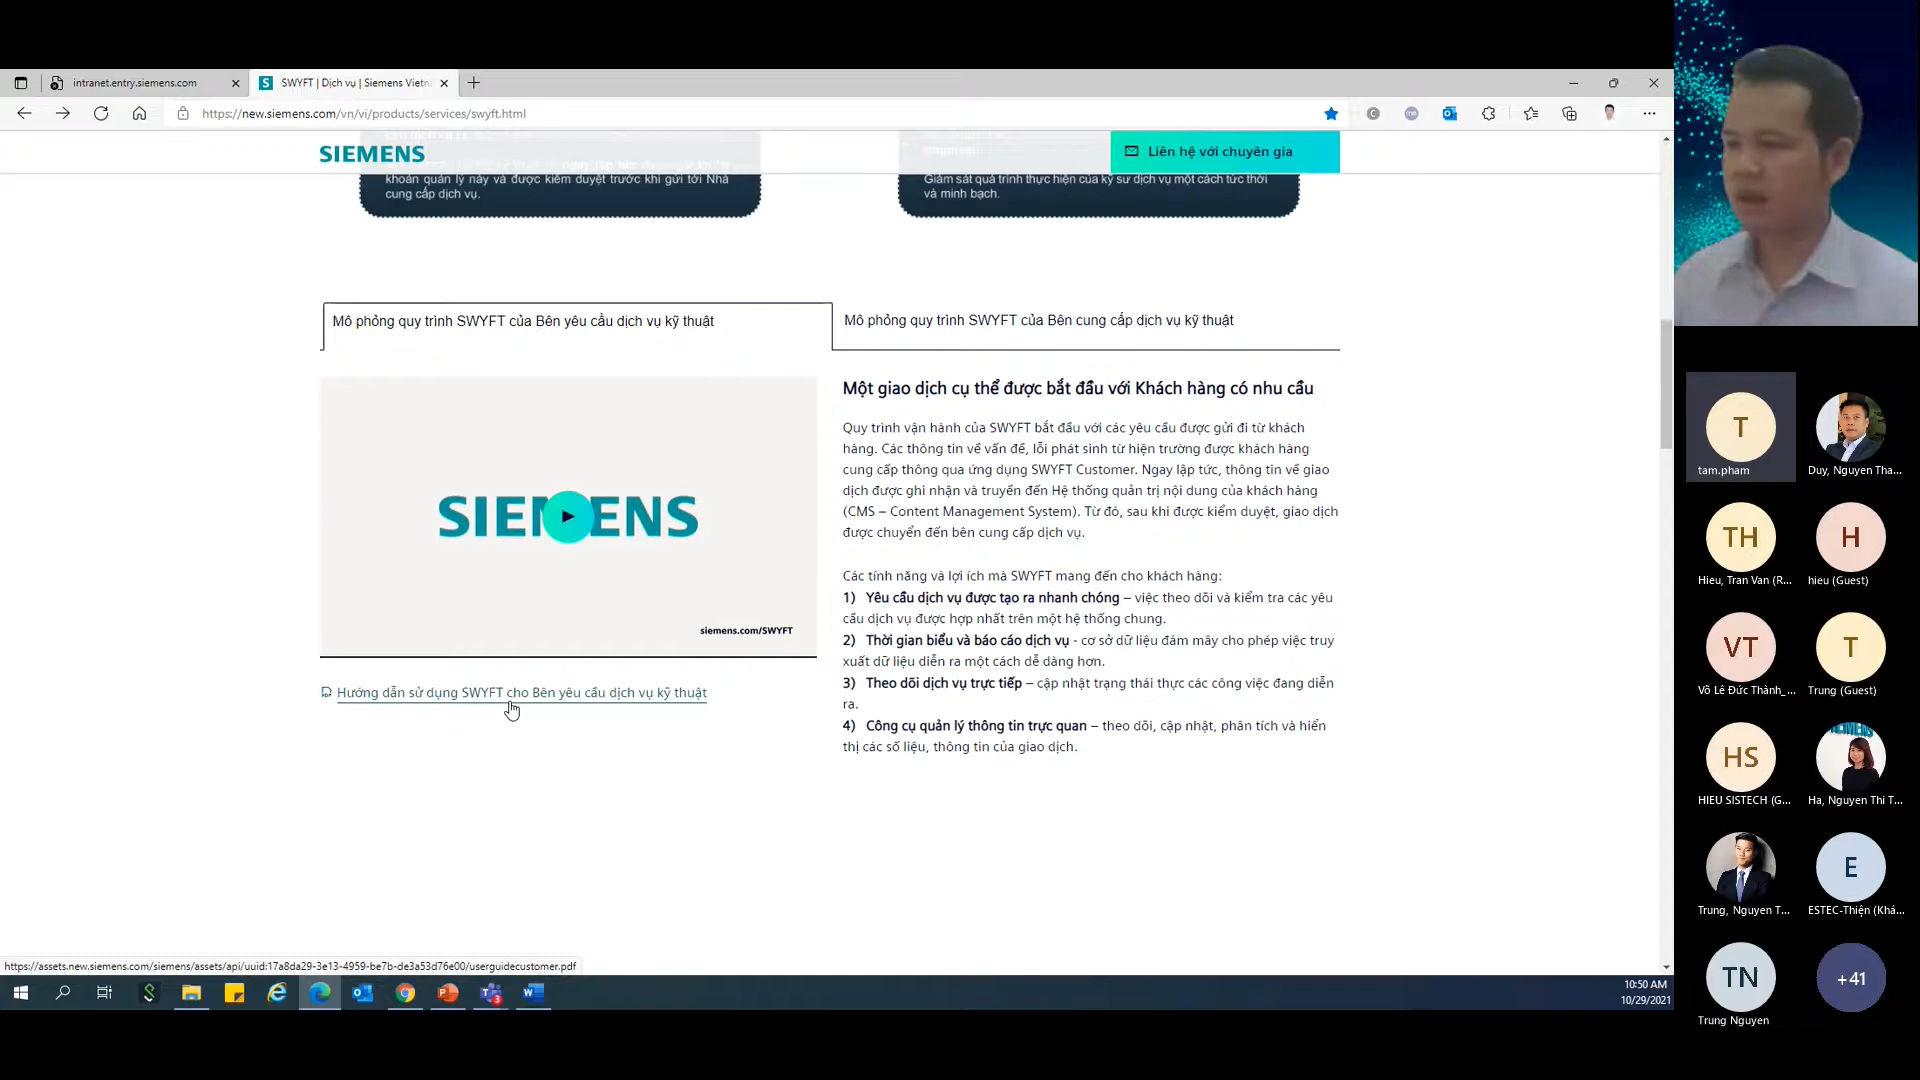 intranet.entry.siemens.com
SWYFT | Dịch vụ | Siemens Vietn
https://new.siemens.com/vn/vi/products/services/swyft.html
SIEMENS
Liên hệ với chuyên gia
khoản quản lý này và được kiểm duyệt trước khi gửi tới Nhà
cung cấp dịch vụ.
Giám sát quá trình thực hiện của kỹ sư dịch vụ một cách tức thời
và minh bạch.
Mô phỏng quy trình SWYFT của Bên yêu cầu dịch vụ kỹ thuật
Mô phỏng quy trình SWYFT của Bên cung cấp dịch vụ kỹ thuật
SIEMENS
siemens.com/SWYFT
Hướng dẫn sử dụng SWYFT cho Bên yêu cầu dịch vụ kỹ thuật
Một giao dịch cụ thể được bắt đầu với Khách hàng có nhu cầu
Quy trình vận hành của SWYFT bắt đầu với các yêu cầu được gửi đi từ khách
hàng. Các thông tin về vấn đề, lỗi phát sinh từ hiện trường được khách hàng
cung cấp thông qua ứng dụng SWYFT Customer. Ngay lập tức, thông tin về giao
dịch được ghi nhận và truyền đến Hệ thống quản trị nội dung của khách hàng
(CMS – Content Management System). Từ đó, sau khi được kiểm duyệt, giao dịch
được chuyển đến bên cung cấp dịch vụ.
Các tính năng và lợi ích mà SWYFT mang đến cho khách hàng:
1) Yêu cầu dịch vụ được tạo ra nhanh chóng – việc theo dõi và kiểm tra các yêu
cầu dịch vụ được hợp nhất trên một hệ thống chung.
2) Thời gian biểu và báo cáo dịch vụ - cơ sở dữ liệu đám mây cho phép việc truy
xuất dữ liệu diễn ra một cách dễ dàng hơn.
3) Theo dõi dịch vụ trực tiếp – cập nhật trạng thái thực các công việc đang diễn
ra.
4) Công cụ quản lý thông tin trực quan – theo dõi, cập nhật, phân tích và hiển
thị các số liệu, thông tin của giao dịch.
https://assets.new.siemens.com/siemens/assets/api/uuid:17a8da29-3e13-4959-be7b-de3a53d76e00/userguidecustomer.pdf
10:50 AM
10/29/2021
T
tam.pham
Duy, Nguyen Tha...
TH
Hieu, Tran Van (R...
H
hieu (Guest)
VT
Võ Lê Đức Thành_...
T
Trung (Guest)
HS
HIEU SISTECH (G...
Ha, Nguyen Thi T...
Trung, Nguyen T...
E
ESTEC-Thiện (Khá...
TN
Trung Nguyen
+41